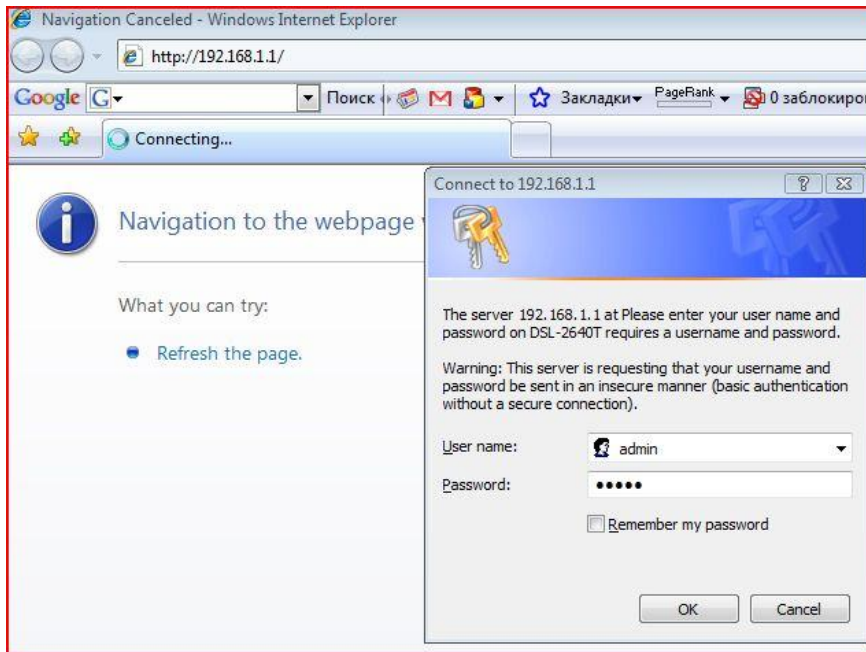 Navigation Canceled - Windows Internet Explorer
http://192.168.1.1/
Google G Поиск Закладки PageRank 0 заблокиро
Connecting...
Navigation to the webpage
What you can try:
Refresh the page.
Connect to 192.168.1.1
The server 192.168.1.1 at Please enter your user name and
password on DSL-2640T requires a username and password.
Warning: This server is requesting that your username and
password be sent in an insecure manner (basic authentication
without a secure connection).
User name: admin
Password: •••••
Remember my password
OK Cancel